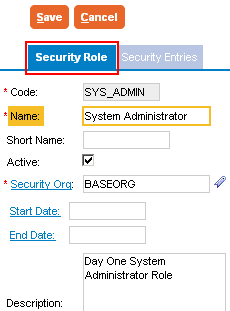 Save Cancel
Security Role Security Entries
* Code: SYS_ADMIN
* Name: System Administrator
Short Name:
Active:
* Security Org: BASEORG
Start Date:
End Date:
Day One System
Administrator Role
Description: